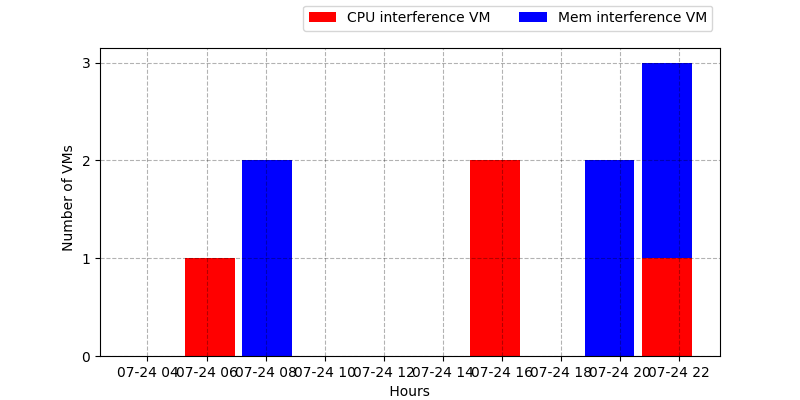 CPU interference VM Mem interference VM
3
2
1
0
Number of VMs
07-24 04 07-24 06 07-24 08 07-24 10 07-24 12 07-24 14 07-24 16 07-24 18 07-24 20 07-24 22
Hours